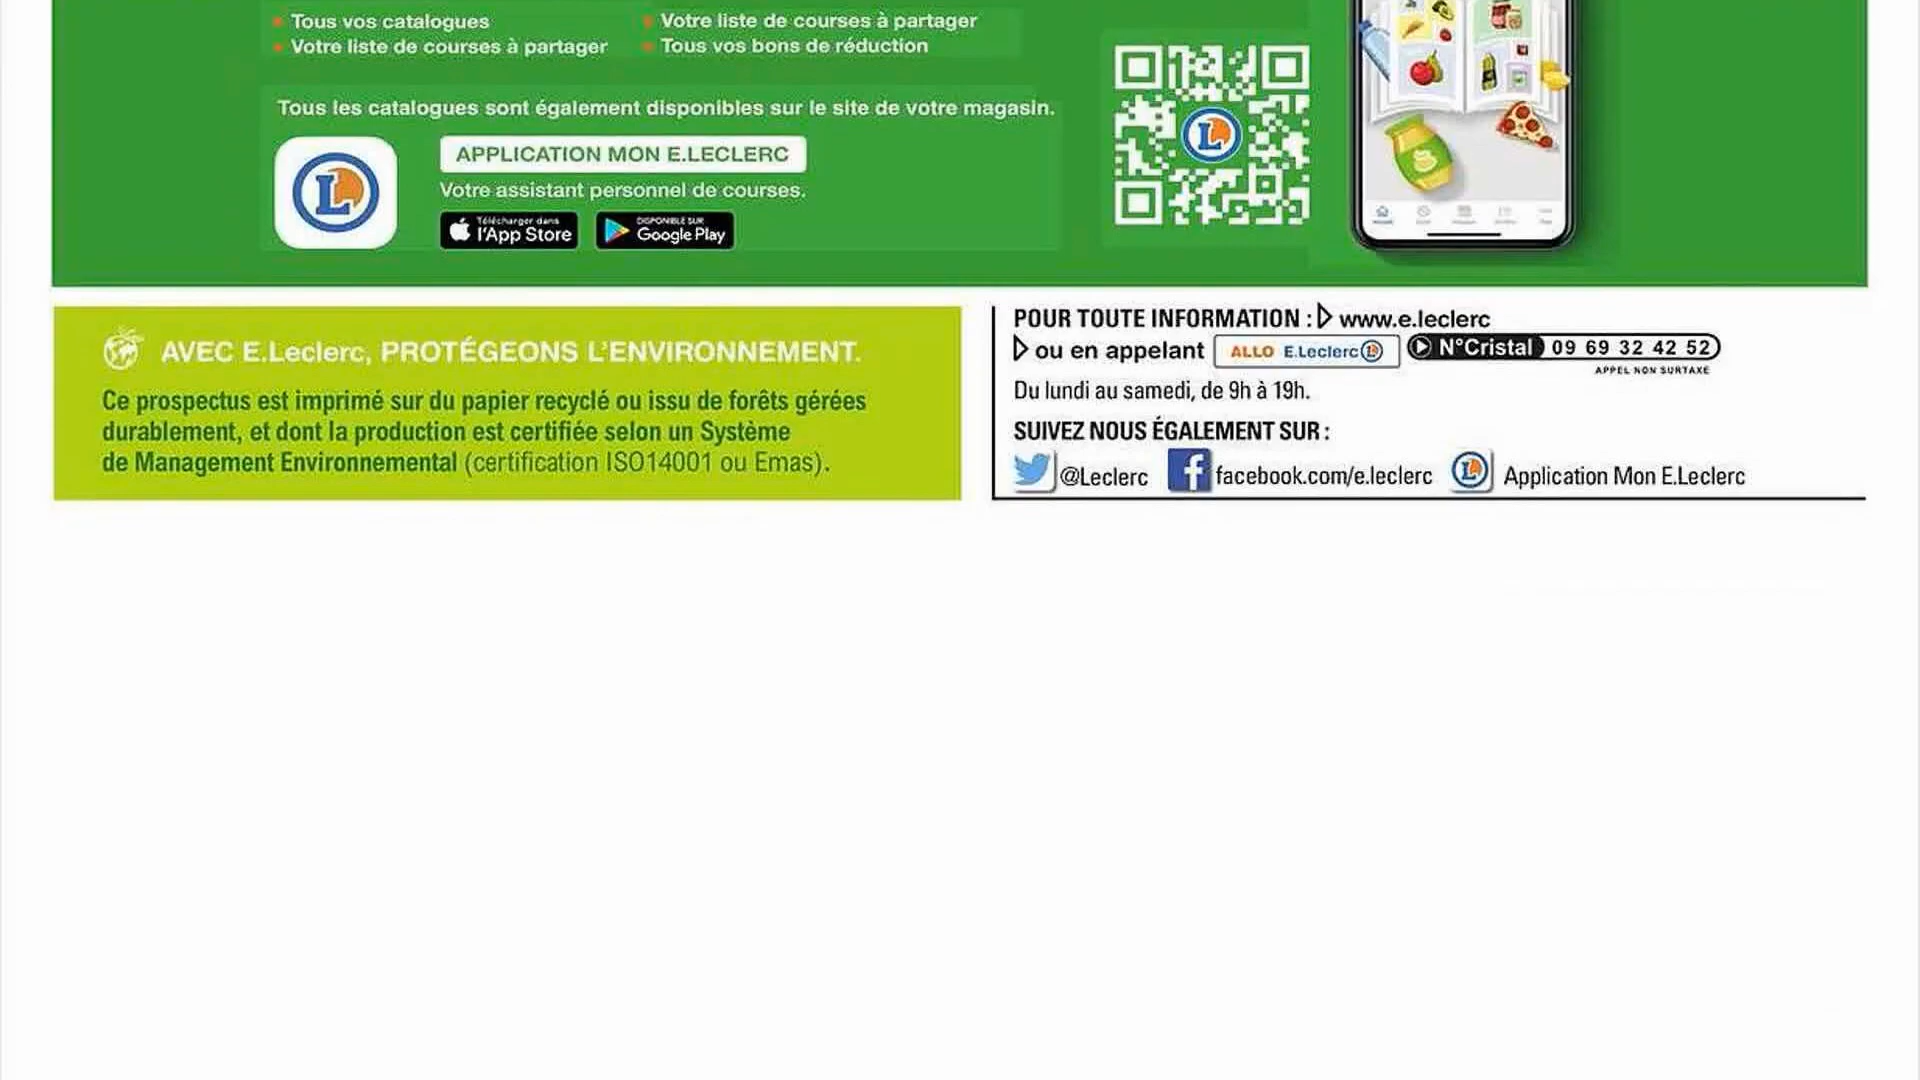 Tous vos catalogues
Votre liste de courses à partager
Votre liste de courses à partager
Tous vos bons de réduction
Tous les catalogues sont également disponibles sur le site de votre magasin.
APPLICATION MON E.LECLERC
Votre assistant personnel de courses.
Télécharger dans
l'App Store
DISPONIBLE SUR
Google Play
AVEC E.Leclerc, PROTÉGEONS L'ENVIRONNEMENT.
Ce prospectus est imprimé sur du papier recyclé ou issu de forêts gérées
durablement, et dont la production est certifiée selon un Système
de Management Environnemental (certification ISO14001 ou Emas).
POUR TOUTE INFORMATION : www.e.leclerc
ou en appelant ALLO E.Leclerc N°Cristal 09 69 32 42 52
APPEL NON SURTAXE
Du lundi au samedi, de 9h à 19h.
SUIVEZ NOUS ÉGALEMENT SUR :
@Leclerc facebook.com/e.leclerc Application Mon E.Leclerc